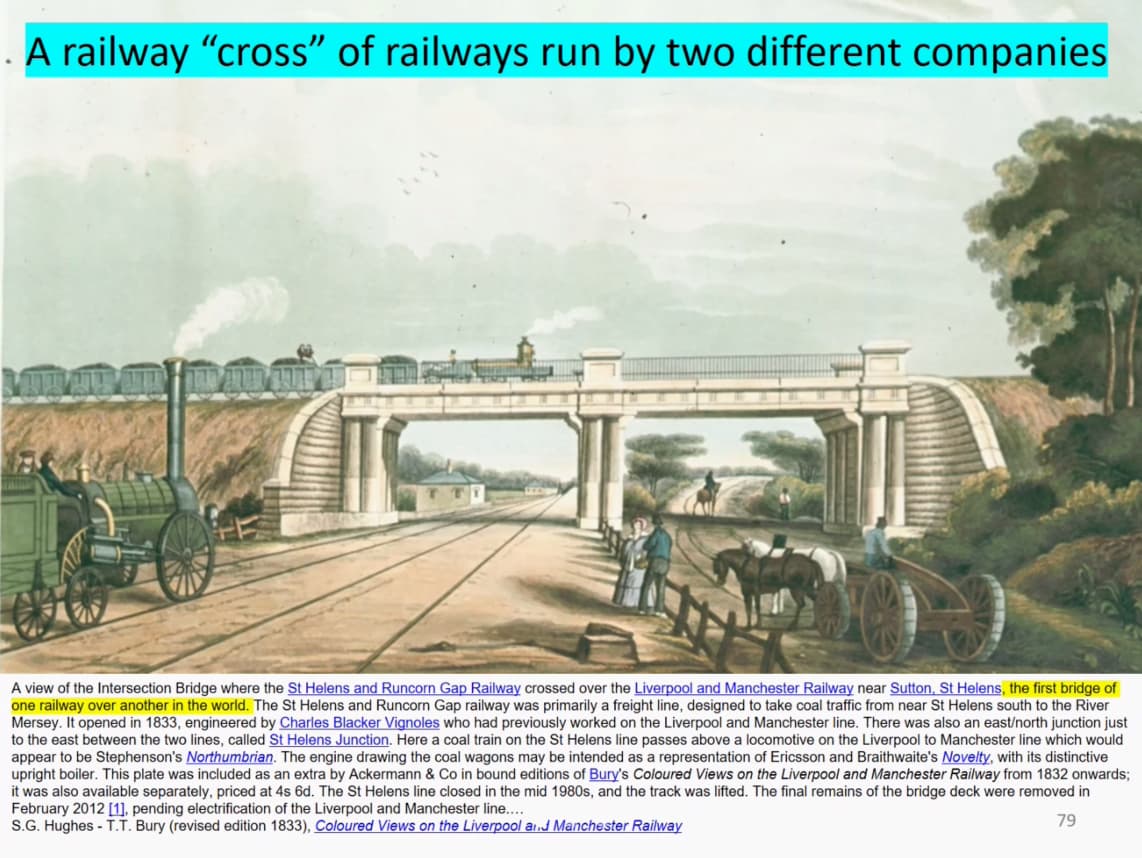 A railway “cross” of railways run by two different companies
A view of the Intersection Bridge where the St Helens and Runcorn Gap Railway crossed over the Liverpool and Manchester Railway near Sutton, St Helens, the first bridge of
one railway over another in the world. The St Helens and Runcorn Gap railway was primarily a freight line, designed to take coal traffic from near St Helens south to the River
Mersey. It opened in 1833, engineered by Charles Blacker Vignoles who had previously worked on the Liverpool and Manchester line. There was also an east/north junction just
to the east between the two lines, called St Helens Junction. Here a coal train on the St Helens line passes above a locomotive on the Liverpool to Manchester line which would
appear to be Stephenson's Northumbrian. The engine drawing the coal wagons may be intended as a representation of Ericsson and Braithwaite's Novelty, with its distinctive
upright boiler. This plate was included as an extra by Ackermann & Co in bound editions of Bury's Coloured Views on the Liverpool and Manchester Railway from 1832 onwards;
it was also available separately, priced at 4s 6d. The St Helens line closed in the mid 1980s, and the track was lifted. The final remains of the bridge deck were removed in
February 2012 [1], pending electrification of the Liverpool and Manchester line....
S.G. Hughes - T.T. Bury (revised edition 1833), Coloured Views on the Liverpool and Manchester Railway
79